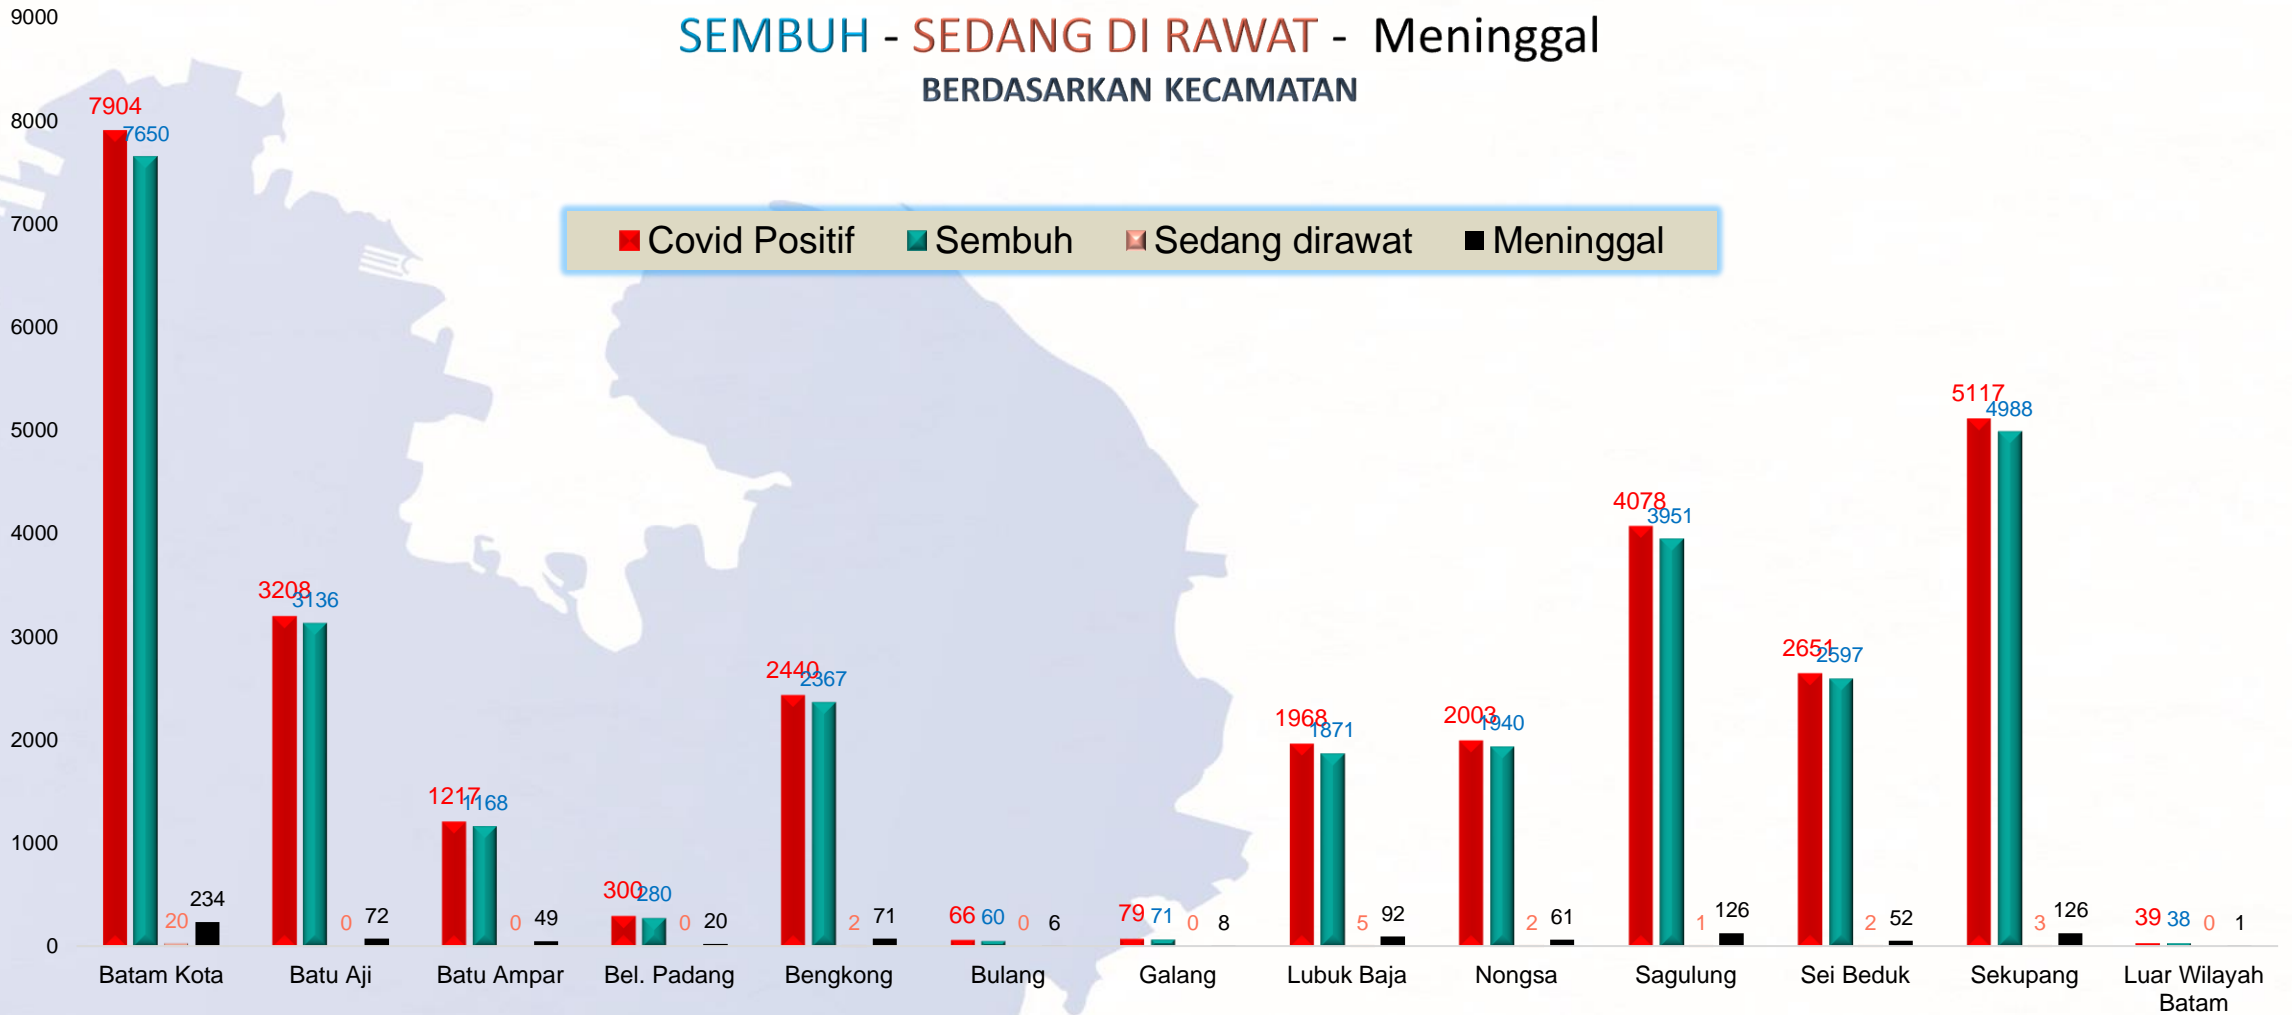 SEMBUH - SEDANG DI RAWAT - Meninggal
BERDASARKAN KECAMATAN
Covid Positif Sembuh Sedang dirawat Meninggal
9000
8000
7000
6000
5000
4000
3000
2000
1000
0
7904 7650 20 234
3208 3136 0 72
1217 1168 0 49
300 280 0 20
2440 2367 2 71
66 60 0 6
79 71 0 8
1968 1871 5 92
2003 1940 2 61
4078 3951 1 126
2651 2597 2 52
5117 4988 3 126
39 38 0 1
Batam Kota Batu Aji Batu Ampar Bel. Padang Bengkong Bulang Galang Lubuk Baja Nongsa Sagulung Sei Beduk Sekupang Luar Wilayah
Batam